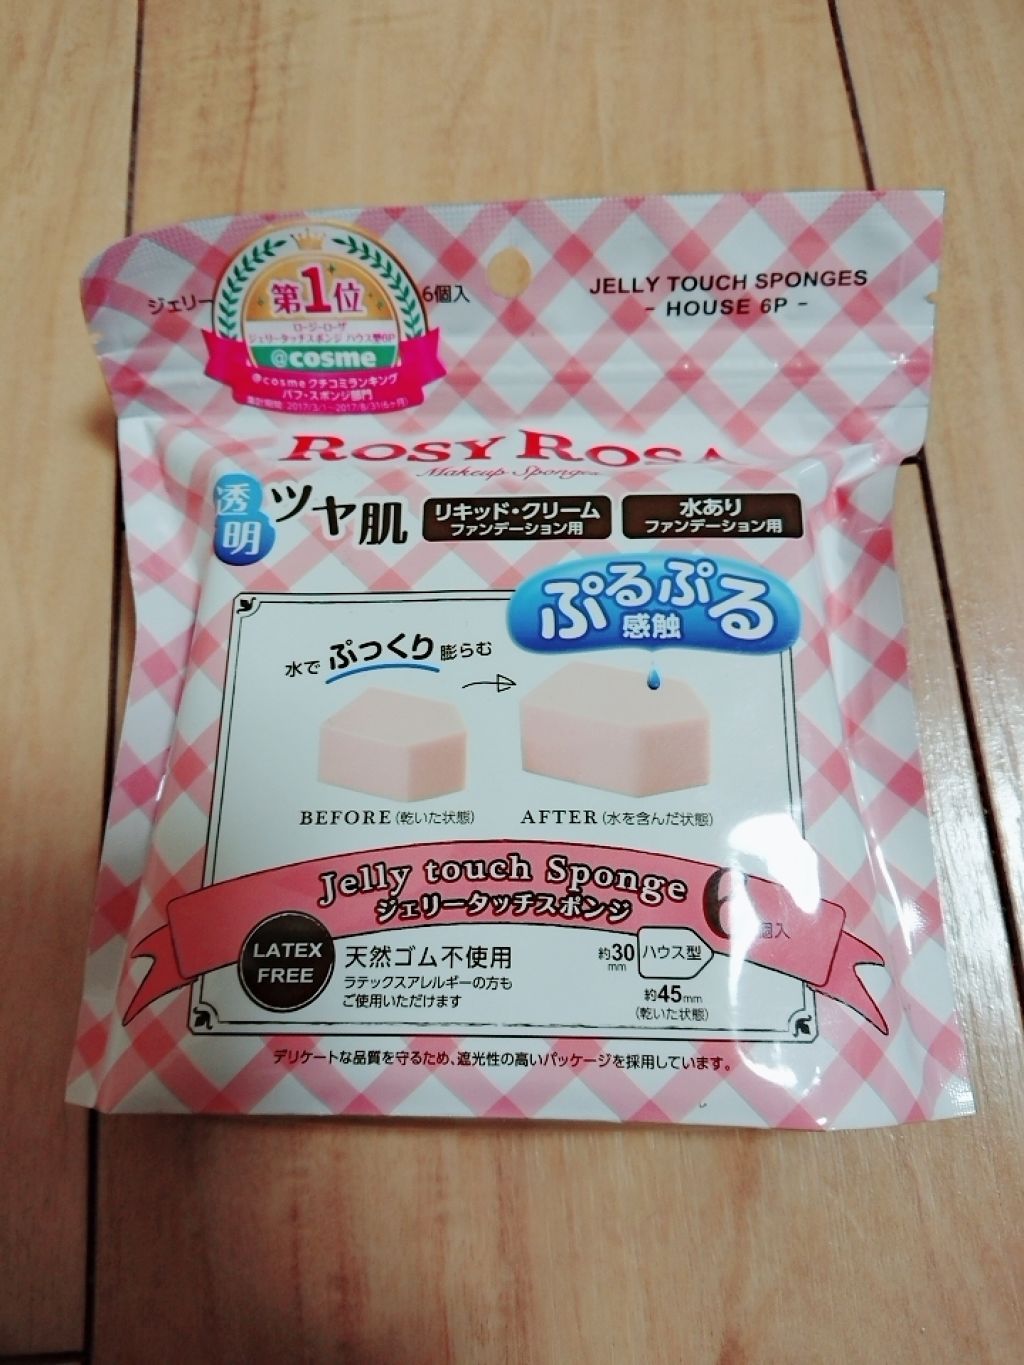 ジェリー
6個入
JELLY TOUCH SPONGES
- HOUSE 6P -
第1位
ロージーローザ
ジェリータッチスポンジ ハウス型6P
@cosme
@cosmeクチコミランキング
パフ・スポンジ部門
集計期間:2017/3/1~2017/8/31(6ヶ月)
ROSY ROSA
Makeup Sponges
透明
ツヤ肌
リキッド・クリーム
ファンデーション用
水あり
ファンデーション用
ぷるぷる
感触
水でぷっくり膨らむ
BEFORE(乾いた状態)
AFTER(水を含んだ状態)
Jelly touch Sponge
ジェリータッチスポンジ
6個入
LATEX
FREE
天然ゴム不使用
ラテックスアレルギーの方も
ご使用いただけます
約30mm
ハウス型
約45mm
(乾いた状態)
デリケートな品質を守るため、遮光性の高いパッケージを採用しています。